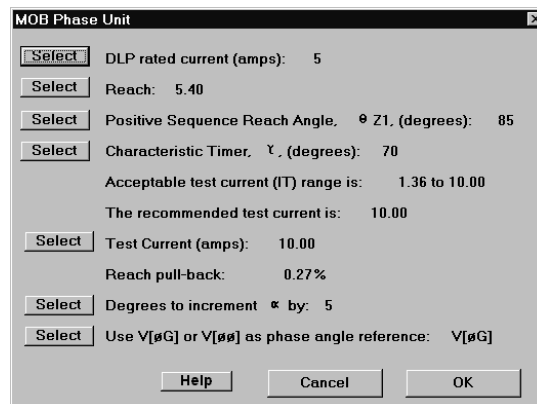 MOB Phase Unit
Select DLP rated current (amps): 5
Select Reach: 5.40
Select Positive Sequence Reach Angle, θ Z1, (degrees): 85
Select Characteristic Timer, τ, (degrees): 70
Acceptable test current (IT) range is: 1.36 to 10.00
The recommended test current is: 10.00
Select Test Current (amps): 10.00
Reach pull-back: 0.27%
Select Degrees to increment α by: 5
Select Use V[øG] or V[øø] as phase angle reference: V[øG]
Help Cancel OK